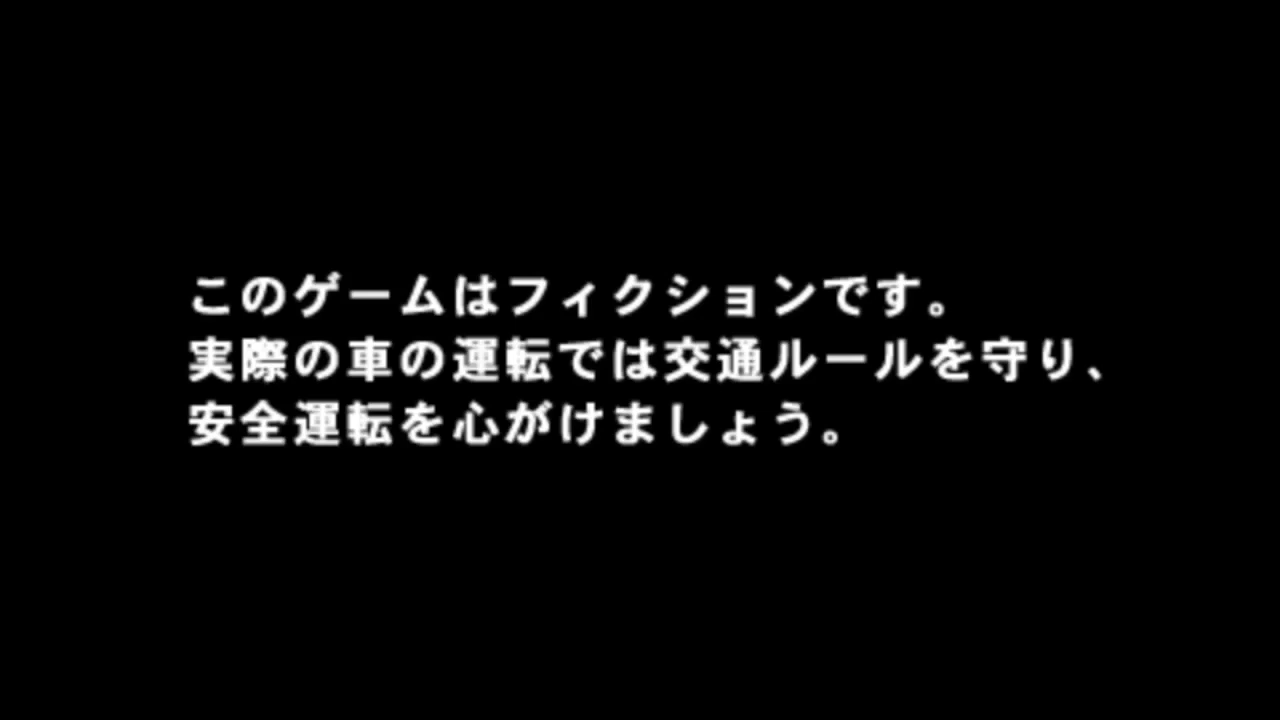 このゲームはフィクションです。
実際の車の運転では交通ルールを守り、
安全運転を心がけましょう。